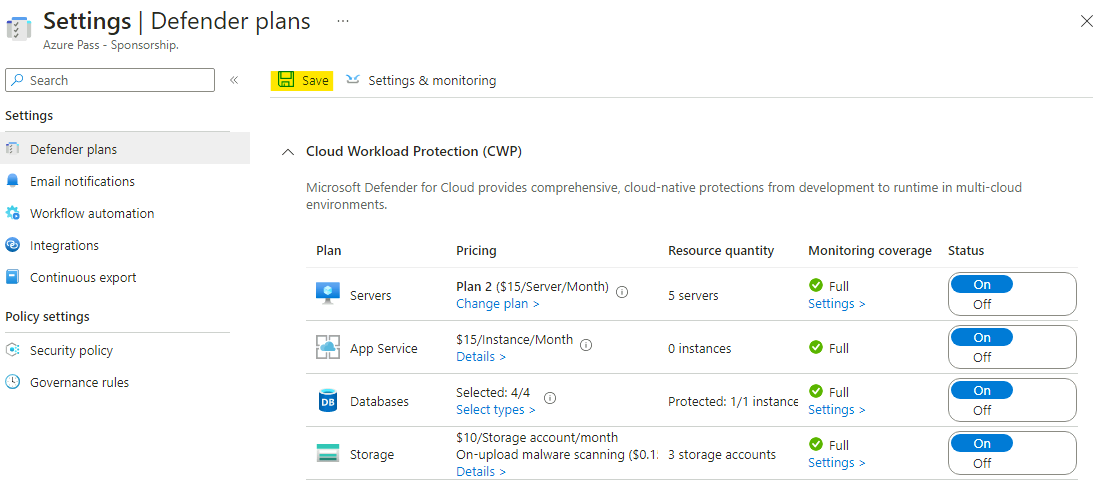 Settings | Defender plans ...
Azure Pass - Sponsorship.
Search
«
Save Settings & monitoring
Settings
Defender plans
Email notifications
Workflow automation
Integrations
Continuous export
Policy settings
Security policy
Governance rules
Cloud Workload Protection (CWP)
Microsoft Defender for Cloud provides comprehensive, cloud-native protections from development to runtime in multi-cloud
environments.
Plan Pricing Resource quantity Monitoring coverage Status
Servers Plan 2 ($15/Server/Month) 5 servers Full On
Change plan > Settings > Off
App Service $15/Instance/Month 0 instances Full On
Details > Off
DB Databases Selected: 4/4 Protected: 1/1 instance Full On
Select types > Settings > Off
Storage $10/Storage account/month 3 storage accounts Full On
On-upload malware scanning ($0.1
Details > Settings > Off